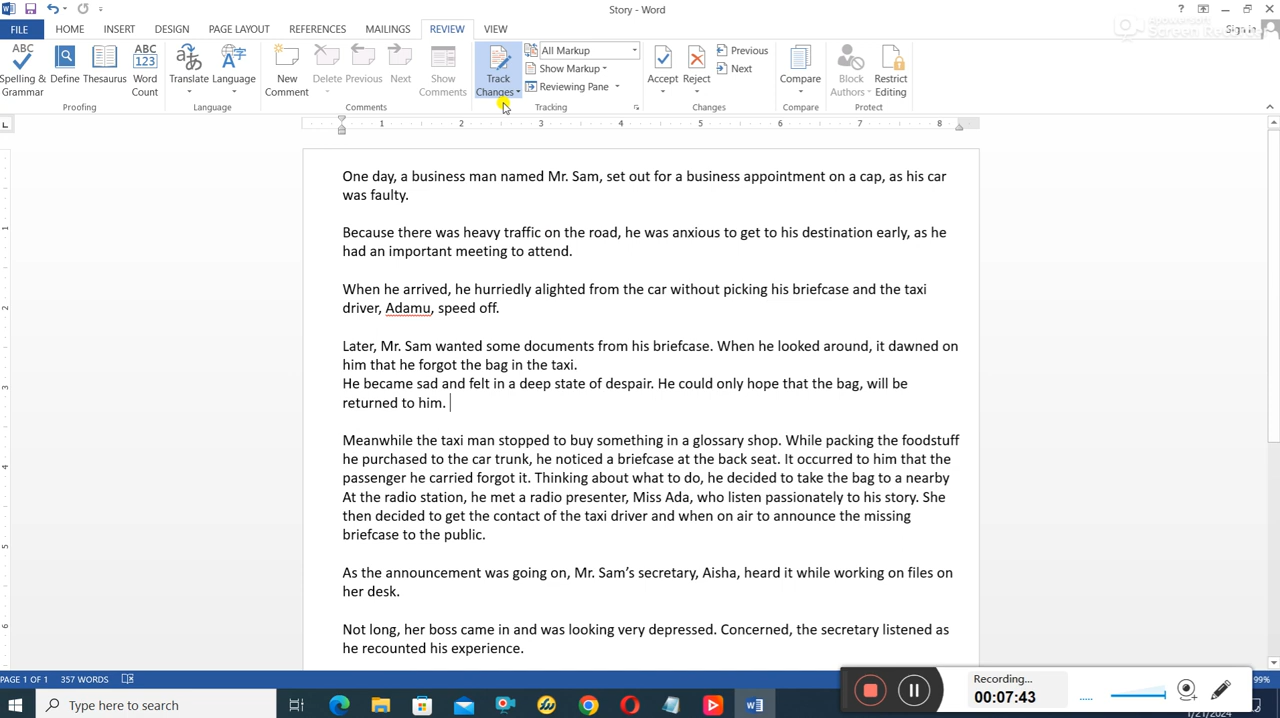 Story - Word
FILE HOME INSERT DESIGN PAGE LAYOUT REFERENCES MAILINGS REVIEW VIEW
Sign in
Spelling & Grammar
Define
Thesaurus
Word Count
Proofing
Translate
Language
Language
New Comment
Delete
Previous
Next
Show Comments
Comments
Track Changes
All Markup
Show Markup
Reviewing Pane
Tracking
Accept
Reject
Previous
Next
Changes
Compare
Compare
Block Authors
Restrict Editing
Protect
1 2 3 4 5 6 7 8
One day, a business man named Mr. Sam, set out for a business appointment on a cap, as his car
was faulty.
Because there was heavy traffic on the road, he was anxious to get to his destination early, as he
had an important meeting to attend.
When he arrived, he hurriedly alighted from the car without picking his briefcase and the taxi
driver, Adamu, speed off.
Later, Mr. Sam wanted some documents from his briefcase. When he looked around, it dawned on
him that he forgot the bag in the taxi.
He became sad and felt in a deep state of despair. He could only hope that the bag, will be
returned to him.
Meanwhile the taxi man stopped to buy something in a glossary shop. While packing the foodstuff
he purchased to the car trunk, he noticed a briefcase at the back seat. It occurred to him that the
passenger he carried forgot it. Thinking about what to do, he decided to take the bag to a nearby
At the radio station, he met a radio presenter, Miss Ada, who listen passionately to his story. She
then decided to get the contact of the taxi driver and when on air to announce the missing
briefcase to the public.
As the announcement was going on, Mr. Sam’s secretary, Aisha, heard it while working on files on
her desk.
Not long, her boss came in and was looking very depressed. Concerned, the secretary listened as
he recounted his experience.
PAGE 1 OF 1 357 WORDS
99%
Recording...
00:07:43
Type here to search
1/21/2024